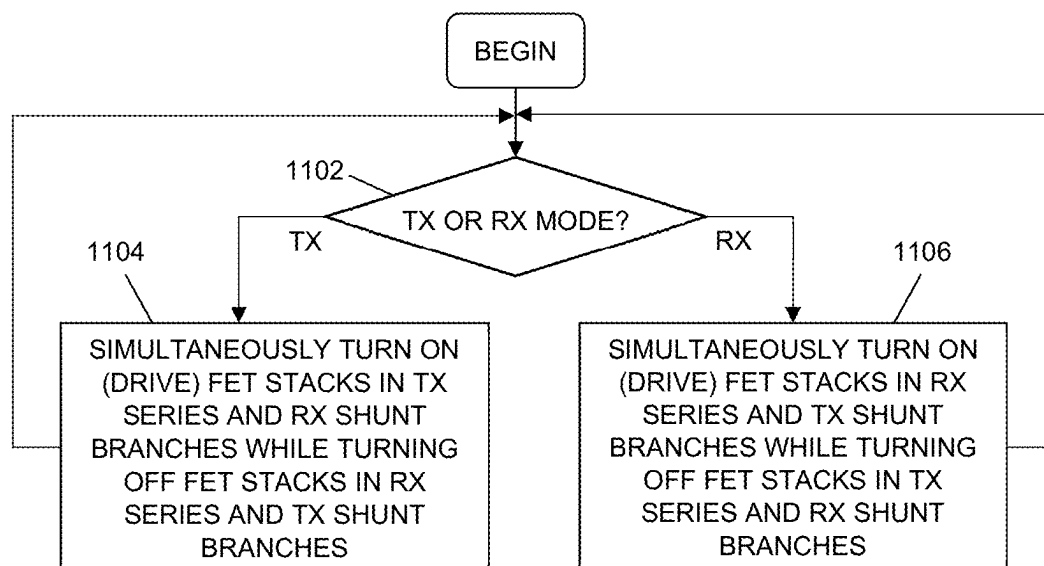 BEGIN
1102
TX OR RX MODE?
TX
RX
1104
1106
SIMULTANEOUSLY TURN ON
(DRIVE) FET STACKS IN TX
SERIES AND RX SHUNT
BRANCHES WHILE TURNING
OFF FET STACKS IN RX
SERIES AND TX SHUNT
BRANCHES
SIMULTANEOUSLY TURN ON
(DRIVE) FET STACKS IN RX
SERIES AND TX SHUNT
BRANCHES WHILE TURNING
OFF FET STACKS IN TX
SERIES AND RX SHUNT
BRANCHES